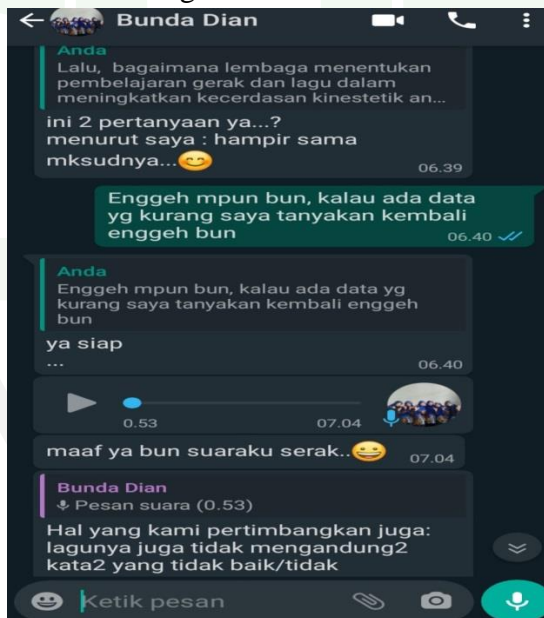 Bunda Dian
Anda
Lalu, bagaimana lembaga menentukan
pembelajaran gerak dan lagu dalam
meningkatkan kecerdasan kinestetik an...
ini 2 pertanyaan ya...?
menurut saya : hampir sama
mksudnya...😊
06.39
Enggeh mpun bun, kalau ada data
yg kurang saya tanyakan kembali
enggeh bun
06.40
Anda
Enggeh mpun bun, kalau ada data yg
kurang saya tanyakan kembali enggeh
bun
ya siap
...
06.40
0.53
07.04
maaf ya bun suaraku serak..😀
07.04
Bunda Dian
Pesan suara (0.53)
Hal yang kami pertimbangkan juga:
lagunya juga tidak mengandung2
kata2 yang tidak baik/tidak
Ketik pesan